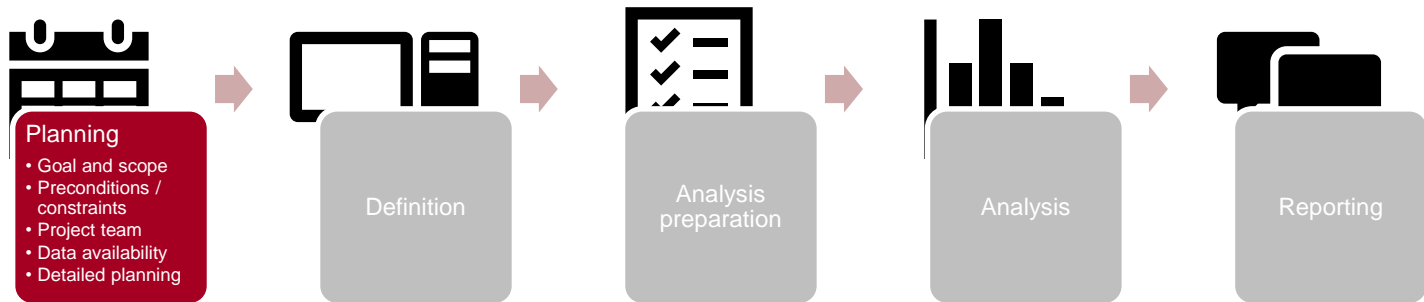 Planning
• Goal and scope
• Preconditions /
constraints
• Project team
• Data availability
• Detailed planning
Definition
Analysis
preparation
Analysis
Reporting